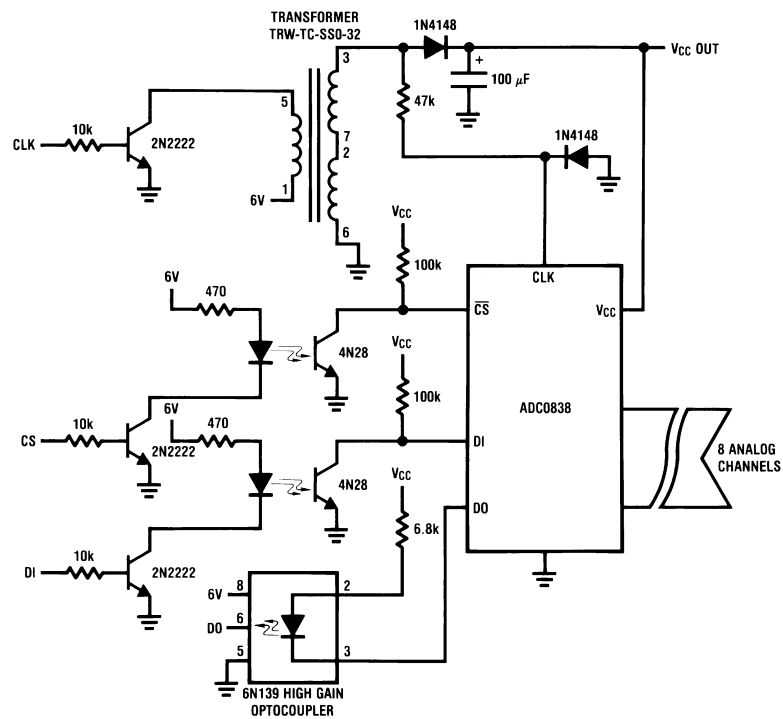 TRANSFORMER
TRW-TC-SSO-32
1N4148
3
VCC OUT
+
100 μF
5
47k
10k
CLK
2N2222
7
2
1N4148
1
6V
6
VCC
100k
CLK
6V
470
CS
VCC
4N28
VCC
ADC0838
100k
10k
6V
470
CS
2N2222
DI
8 ANALOG
CHANNELS
4N28
VCC
DO
6.8k
10k
DI
2N2222
6V
8
2
DO
6
5
3
6N139 HIGH GAIN
OPTOCOUPLER